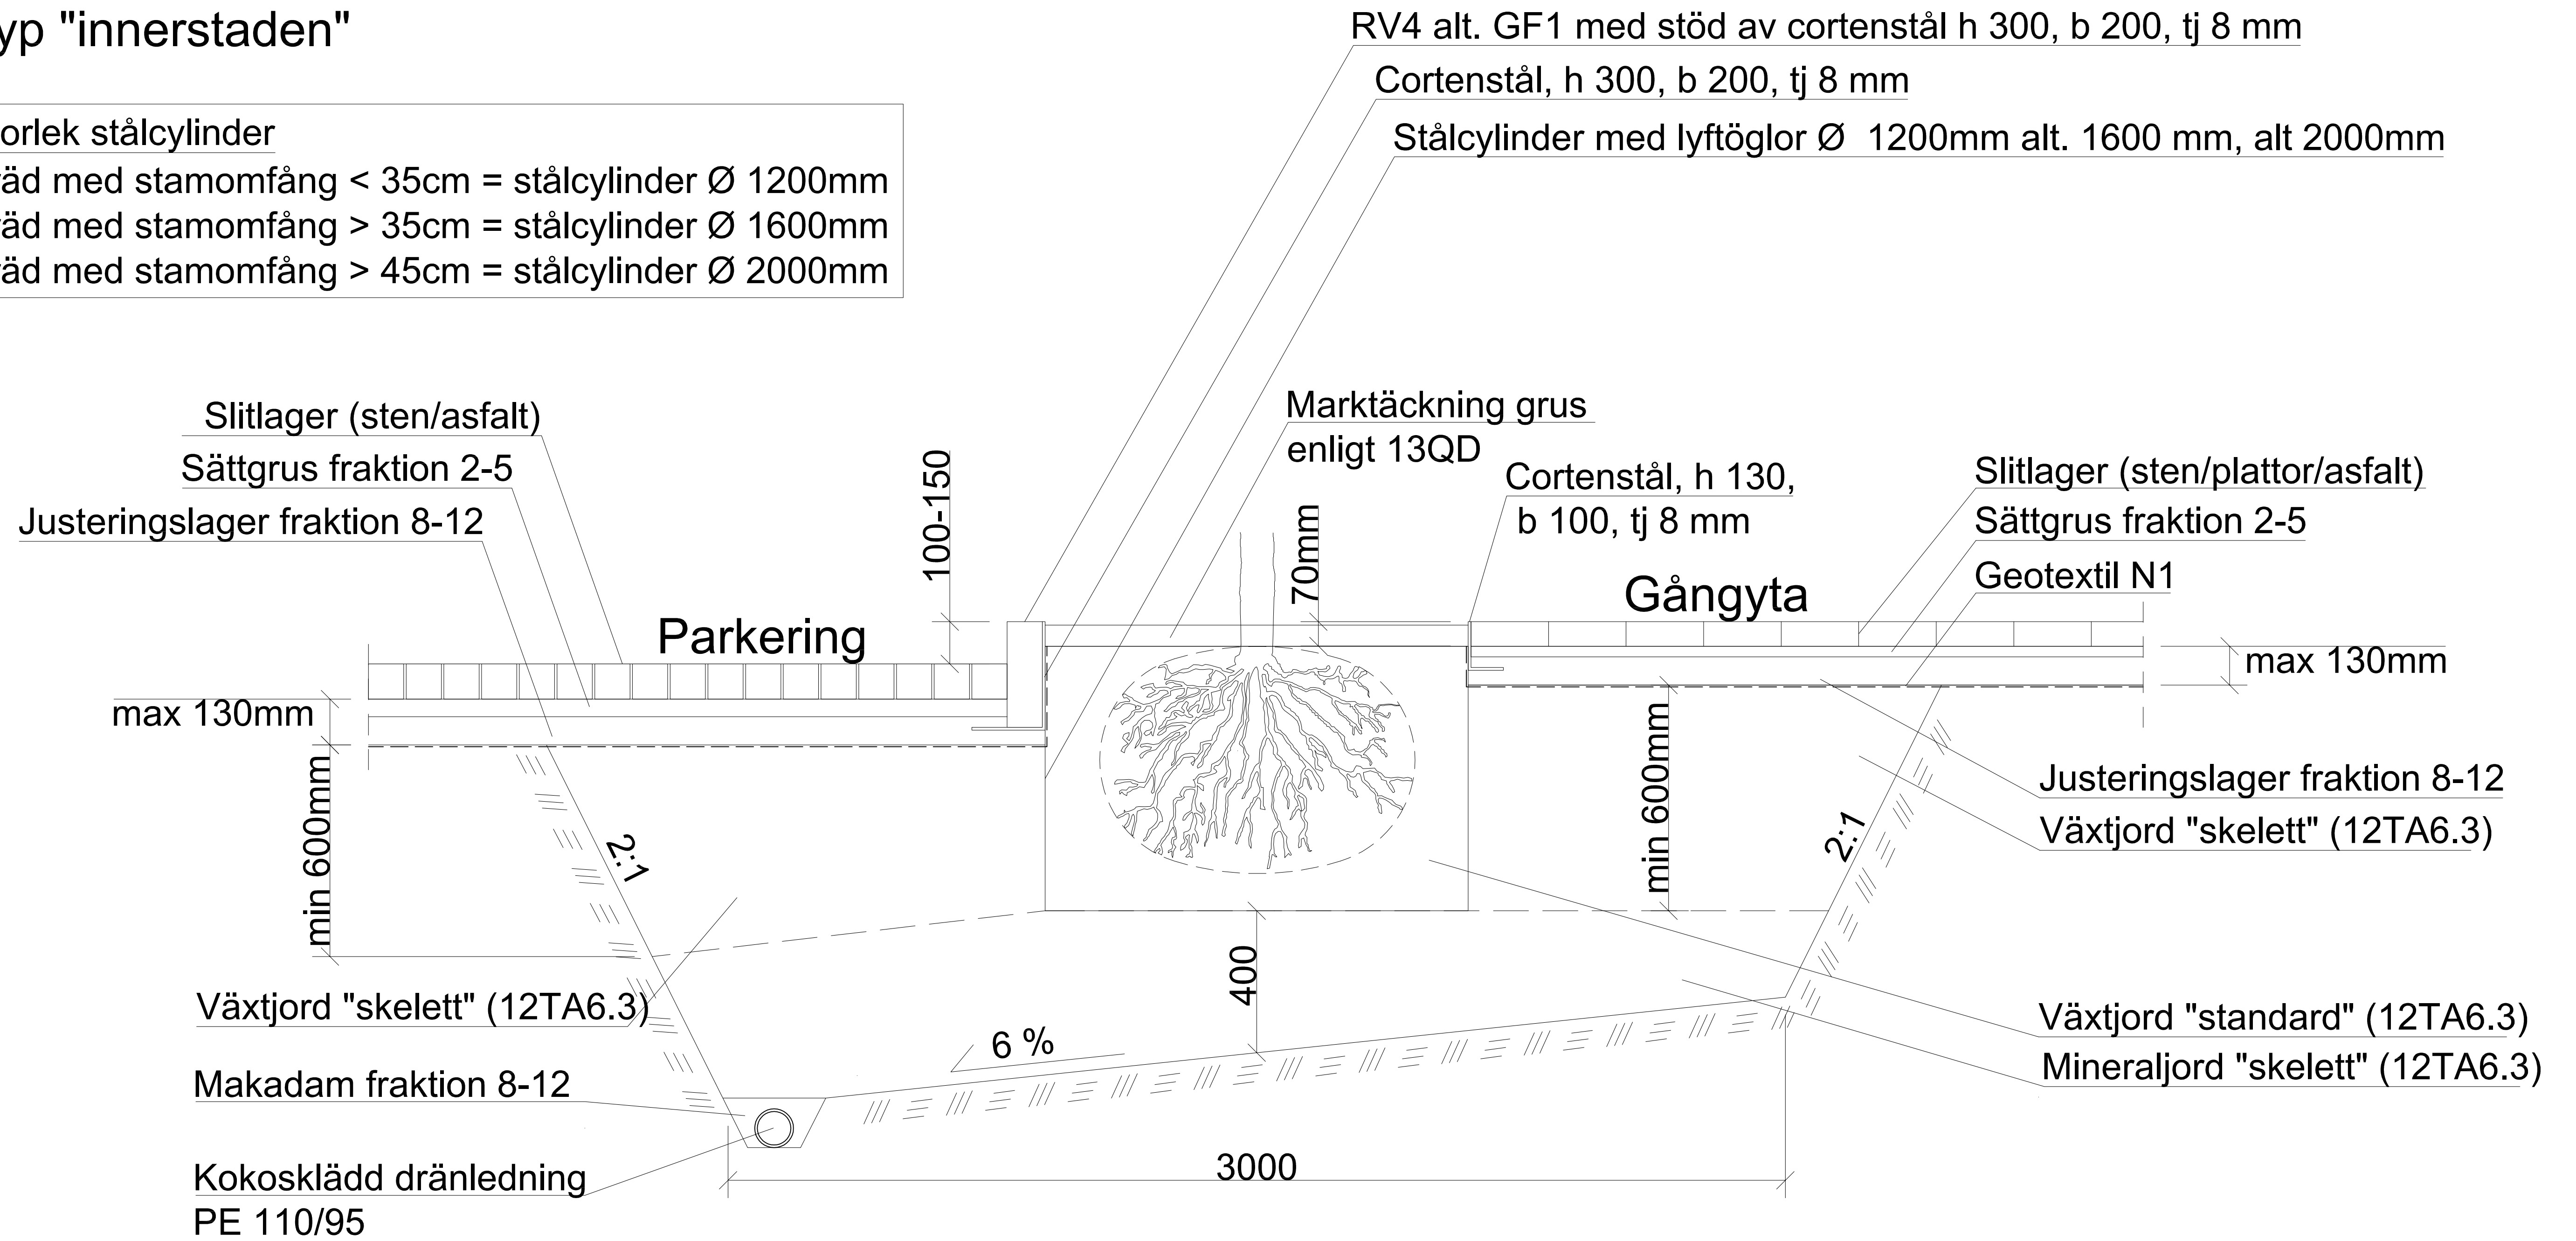 yp "innerstaden"
orlek stålcylinder
äd med stamomfång < 35cm = stålcylinder Ø 1200mm
äd med stamomfång > 35cm = stålcylinder Ø 1600mm
äd med stamomfång > 45cm = stålcylinder Ø 2000mm
RV4 alt. GF1 med stöd av cortenstål h 300, b 200, tj 8 mm
Cortenstål, h 300, b 200, tj 8 mm
Stålcylinder med lyftöglor Ø 1200mm alt. 1600 mm, alt 2000mm
Slitlager (sten/asfalt)
Sättgrus fraktion 2-5
Justeringslager fraktion 8-12
100-150
Marktäckning grus
enligt 13QD
70mm
Cortenstål, h 130,
b 100, tj 8 mm
Slitlager (sten/plattor/asfalt)
Sättgrus fraktion 2-5
Geotextil N1
Parkering
Gångyta
max 130mm
max 130mm
min 600mm
2:1
min 600mm
2:1
Justeringslager fraktion 8-12
Växtjord "skelett" (12TA6.3)
400
6 %
Växtjord "skelett" (12TA6.3)
Makadam fraktion 8-12
Kokosklädd dränledning
PE 110/95
3000
Växtjord "standard" (12TA6.3)
Mineraljord "skelett" (12TA6.3)